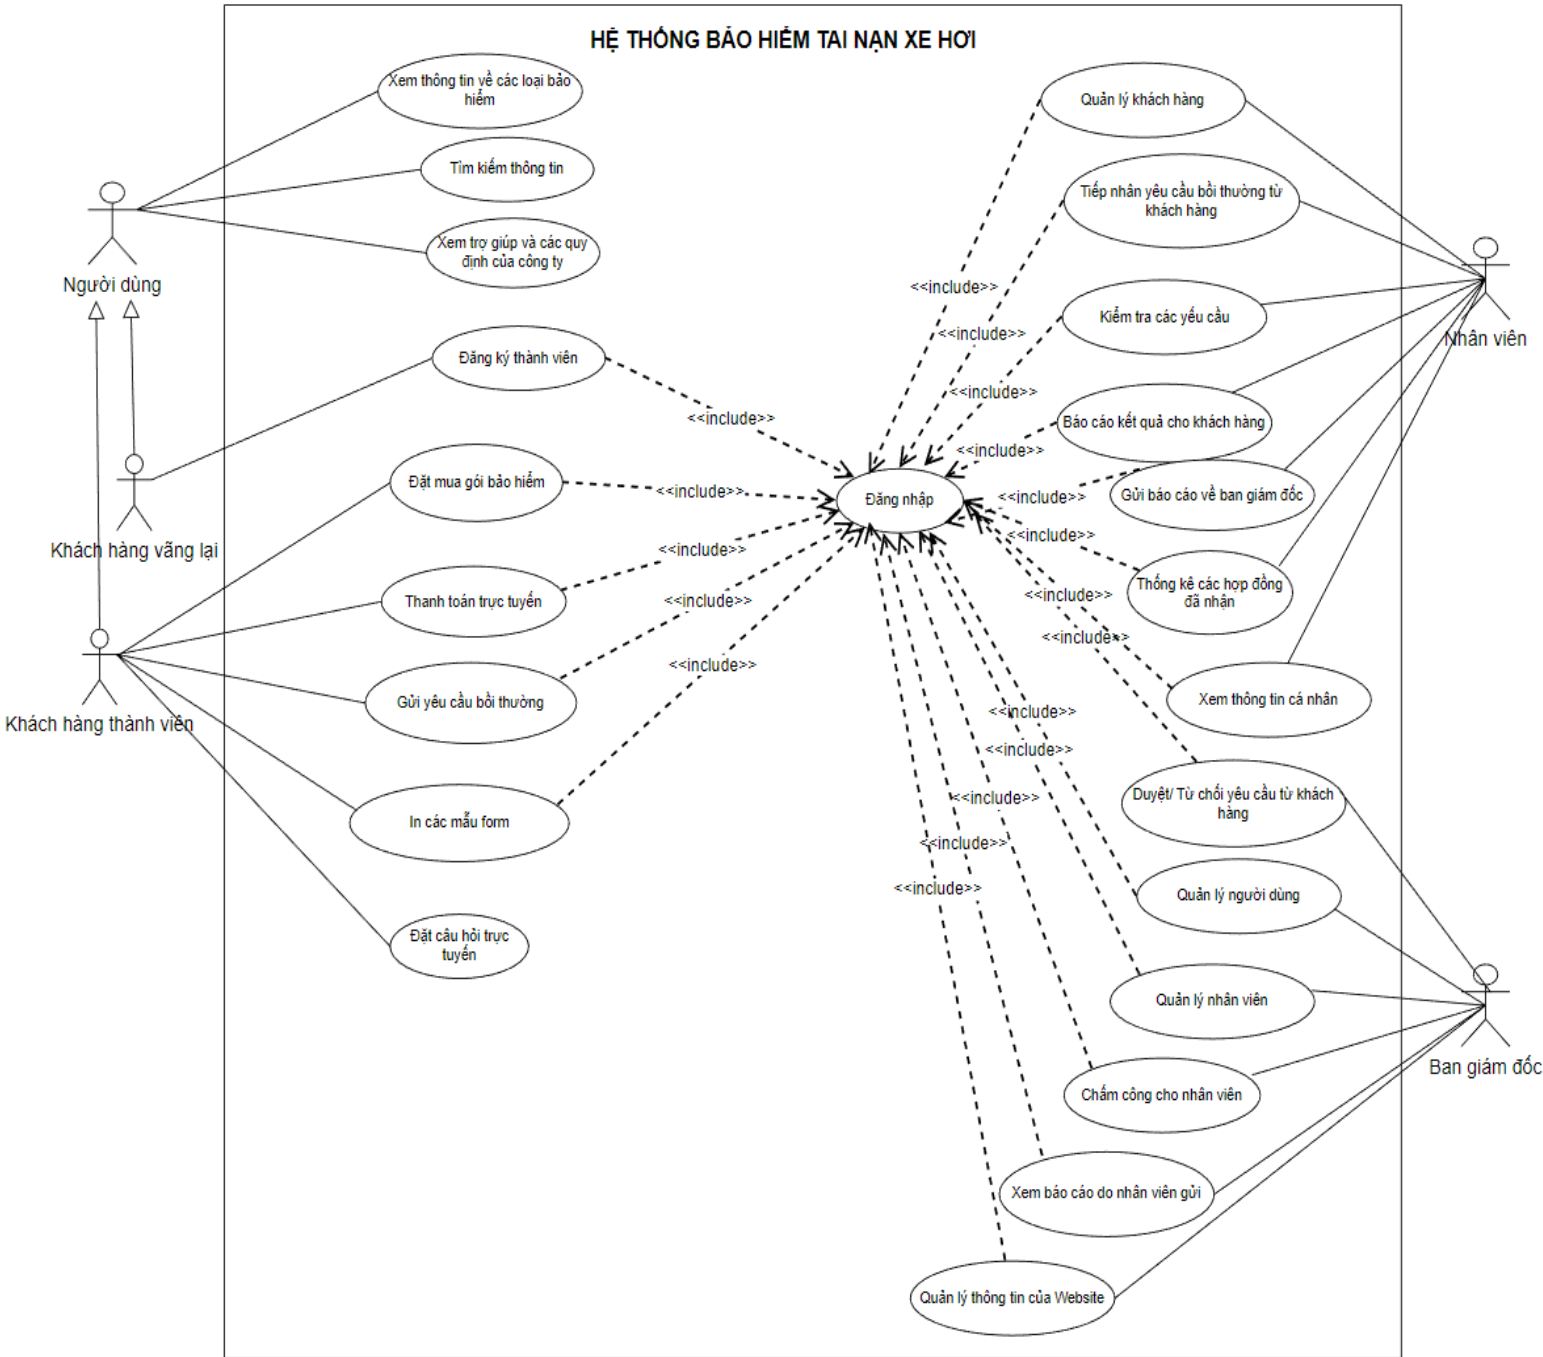 HỆ THỐNG BẢO HIỂM TAI NẠN XE HƠI
Xem thông tin về các loại bảo
hiểm
Tìm kiếm thông tin
Xem trợ giúp và các quy
định của công ty
Người dùng
Đăng ký thành viên
<<include>>
Khách hàng vãng lại
Đặt mua gói bảo hiểm
<<include>>
Thanh toán trực tuyến
<<include>>
Gửi yêu cầu bồi thường
<<include>>
In các mẫu form
<<include>>
Khách hàng thành viên
Đặt câu hỏi trực
tuyến
Đăng nhập
Quản lý khách hàng
<<include>>
Tiếp nhân yêu cầu bồi thường từ
khách hàng
<<include>>
Kiểm tra các yếu cầu
<<include>>
Nhân viên
Báo cáo kết quả cho khách hàng
<<include>>
Gửi báo cáo về ban giám đốc
<<include>>
Thống kê các hợp đồng
đã nhận
<<include>>
Xem thông tin cá nhân
<<include>>
Duyệt/ Từ chối yêu cầu từ khách
hàng
<<include>>
Quản lý người dùng
<<include>>
Quản lý nhân viên
<<include>>
Ban giám đốc
Chấm công cho nhân viên
<<include>>
Xem báo cáo do nhân viên gửi
<<include>>
Quản lý thông tin của Website
<<include>>